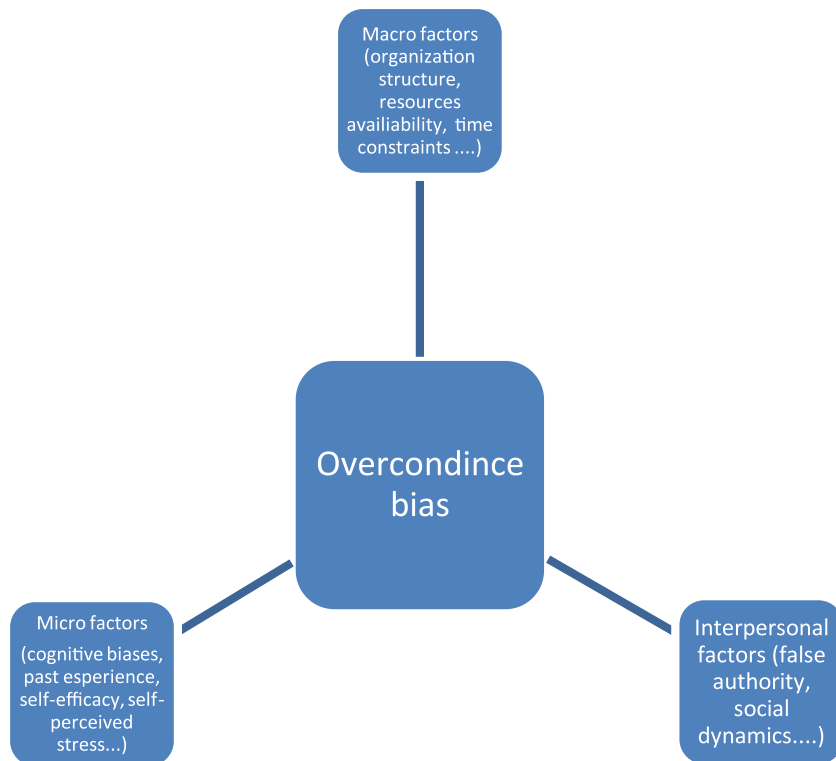 Macro factors
(organization
structure,
resources
availiability, time
constraints ....)
Overcondince
bias
Micro factors
(cognitive biases,
past esperience,
self-efficacy, self-
perceived
stress...)
Interpersonal
factors (false
authority,
social
dynamics....)